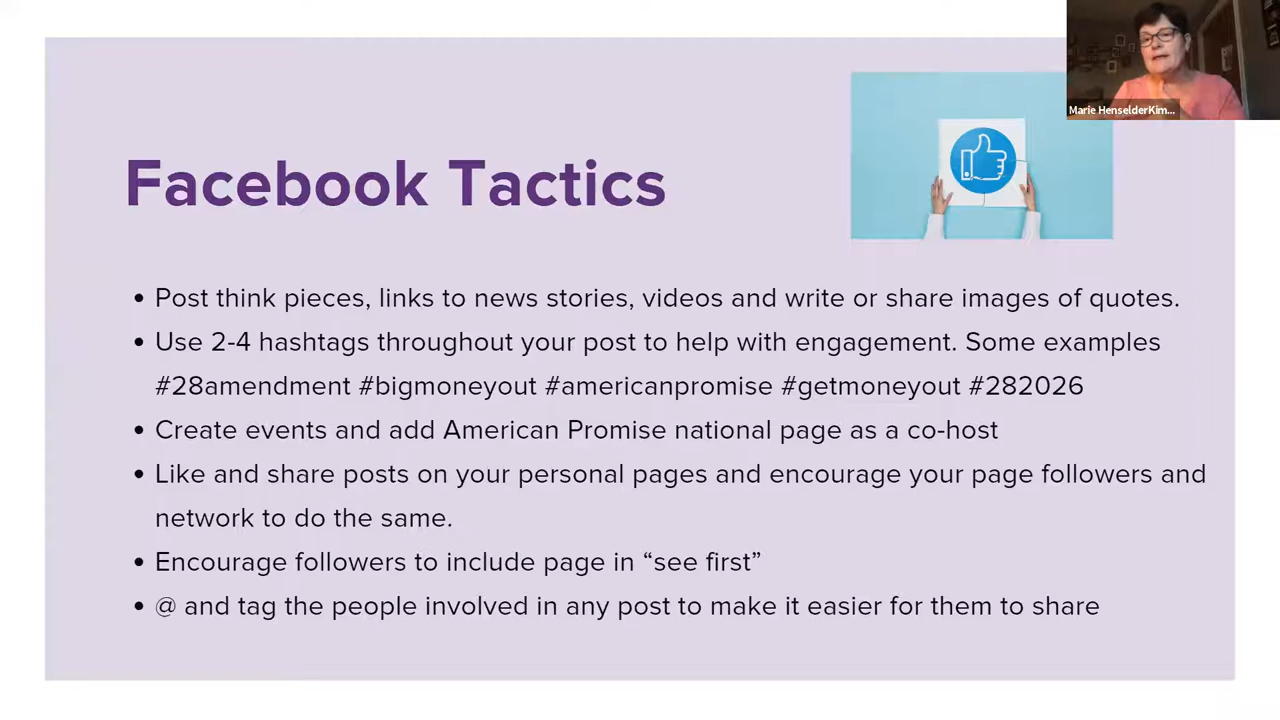 Marie HenselderKim...
Facebook Tactics
• Post think pieces, links to news stories, videos and write or share images of quotes.
• Use 2-4 hashtags throughout your post to help with engagement. Some examples
#28amendment #bigmoneyout #americanpromise #getmoneyout #282026
• Create events and add American Promise national page as a co-host
• Like and share posts on your personal pages and encourage your page followers and
network to do the same.
• Encourage followers to include page in “see first”
• @ and tag the people involved in any post to make it easier for them to share